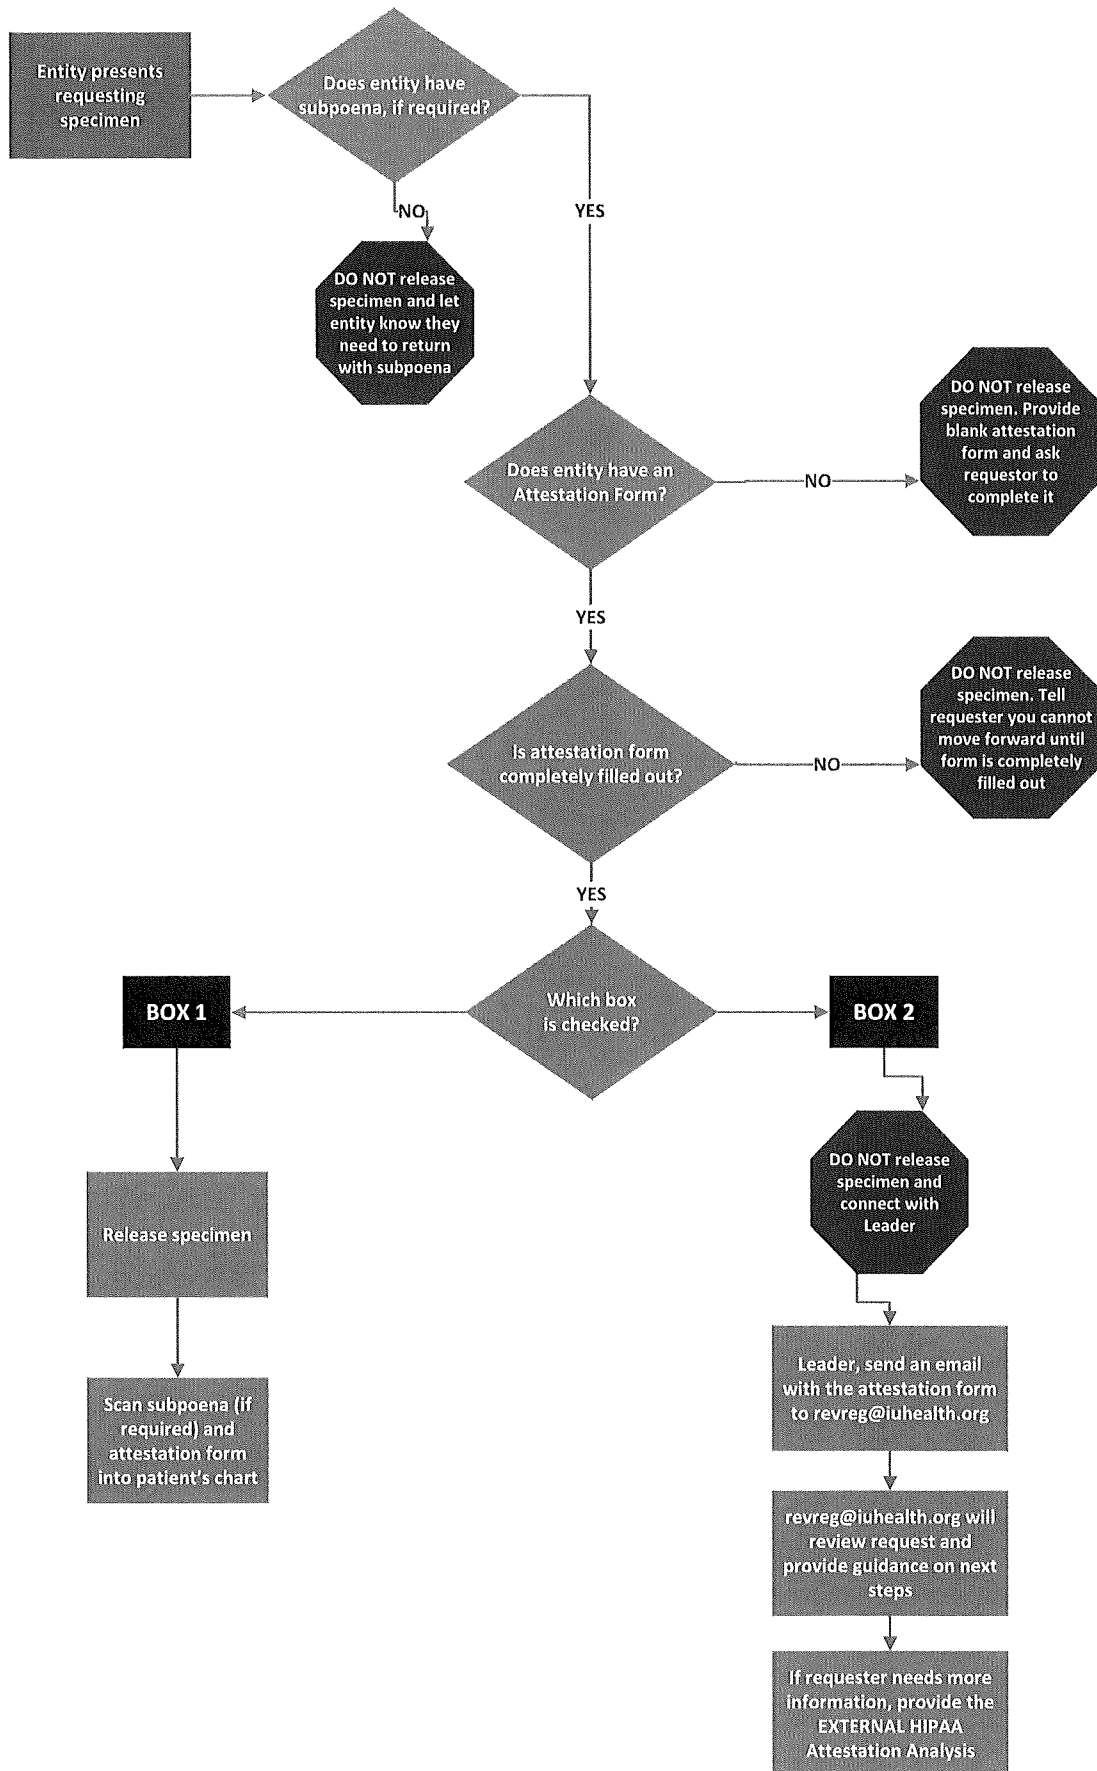 Entity presents
requesting
specimen
Does entity have
subpoena, if required?
NO
YES
DO NOT release
specimen and let
entity know they
need to return
with subpoena
Does entity have an
Attestation Form?
NO
DO NOT release
specimen. Provide
blank attestation
form and ask
requestor to
complete it
YES
Is attestation form
completely filled out?
NO
DO NOT release
specimen. Tell
requester you cannot
move forward until
form is completely
filled out
YES
Which box
is checked?
BOX 1
BOX 2
Release specimen
Scan subpoena (if
required) and
attestation form
into patient's chart
DO NOT release
specimen and
connect with
Leader
Leader, send an email
with the attestation form
to revreg@iuhealth.org
revreg@iuhealth.org will
review request and
provide guidance on next
steps
If requester needs more
information, provide the
EXTERNAL HIPAA
Attestation Analysis